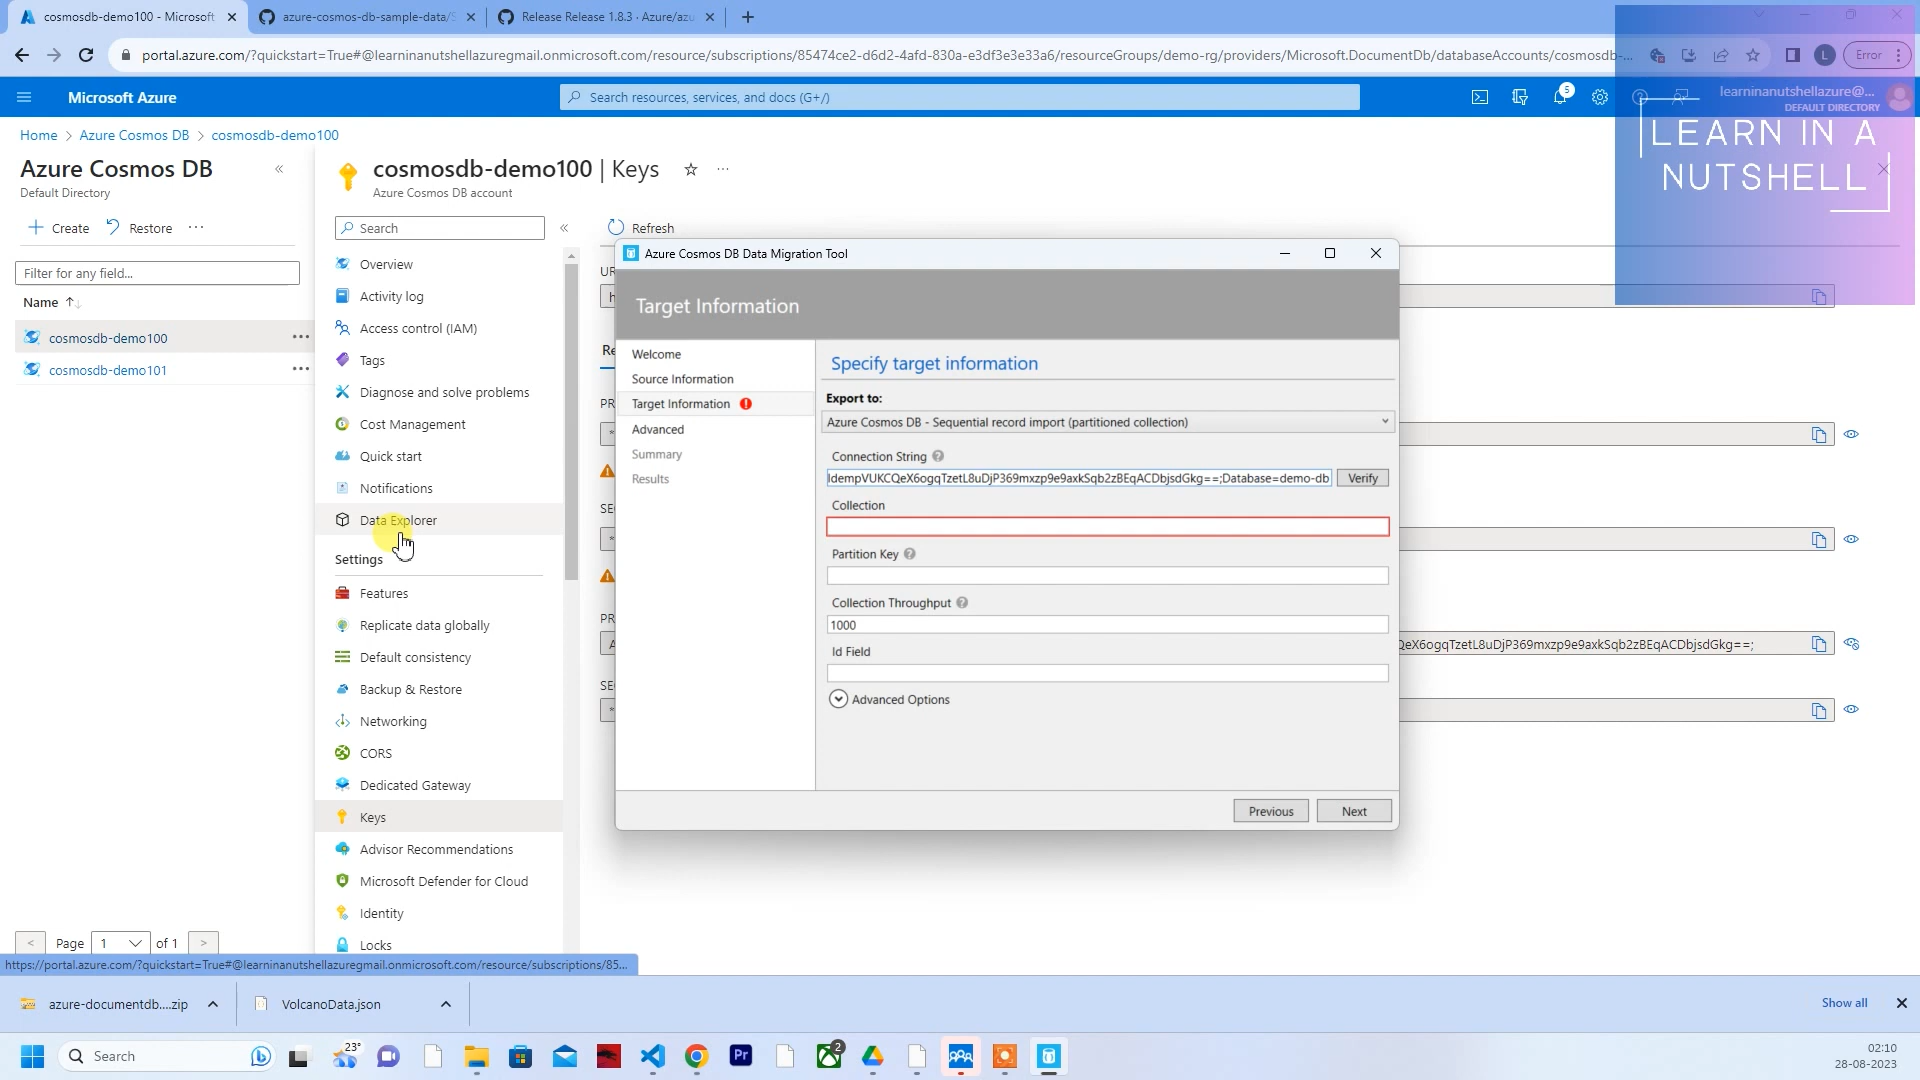 cosmosdb-demo100 - Microsoft
azure-cosmos-db-sample-data/S
Release Release 1.8.3 · Azure/azu
portal.azure.com/?quickstart=True#@learninanutshellazuregmail.onmicrosoft.com/resource/subscriptions/85474ce2-d6d2-4afd-830a-e3df3e3e33a6/resourceGroups/demo-rg/providers/Microsoft.DocumentDb/databaseAccounts/cosmosdb-...
L
Error
Microsoft Azure
Search resources, services, and docs (G+/)
5
learninanutshellazure@...
DEFAULT DIRECTORY
LEARN IN A
NUTSHELL
Home > Azure Cosmos DB > cosmosdb-demo100
Azure Cosmos DB
Default Directory
Create
Restore
Filter for any field...
Name
cosmosdb-demo100
cosmosdb-demo101
Page 1 of 1
cosmosdb-demo100 | Keys
Azure Cosmos DB account
Search
Refresh
Overview
Activity log
Access control (IAM)
Tags
Diagnose and solve problems
Cost Management
Quick start
Notifications
Data Explorer
Settings
Features
Replicate data globally
Default consistency
Backup & Restore
Networking
CORS
Dedicated Gateway
Keys
Advisor Recommendations
Microsoft Defender for Cloud
Identity
Locks
Azure Cosmos DB Data Migration Tool
Target Information
Welcome
Source Information
Target Information
Advanced
Summary
Results
Specify target information
Export to:
Azure Cosmos DB - Sequential record import (partitioned collection)
Connection String
IdempVUKCQeX6ogqTzetL8uDjP369mxzp9e9axkSqb2zBEqACDbjsdGkg==;Database=demo-db
Verify
Collection
Partition Key
Collection Throughput
1000
Id Field
Advanced Options
Previous
Next
QeX6ogqTzetL8uDjP369mxzp9e9axkSqb2zBEqACDbjsdGkg==;
https://portal.azure.com/?quickstart=True#@learninanutshellazuregmail.onmicrosoft.com/resource/subscriptions/85...
azure-documentdb....zip
VolcanoData.json
Show all
Search
23°
Pr
2
02:10
28-08-2023